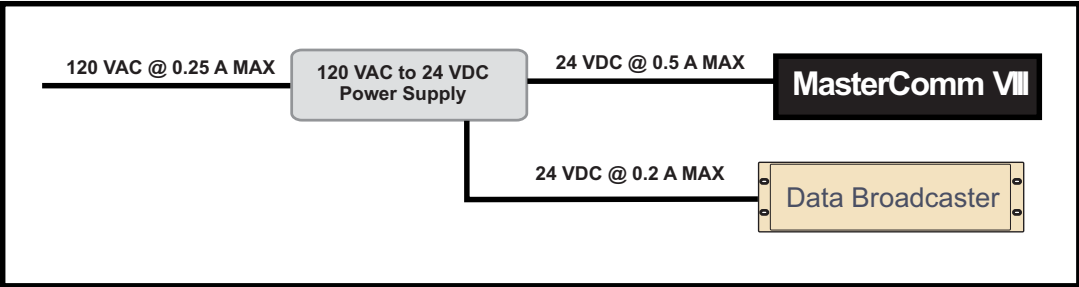 120 VAC @ 0.25 A MAX
120 VAC to 24 VDC
Power Supply
24 VDC @ 0.5 A MAX
MasterComm VIII
24 VDC @ 0.2 A MAX
Data Broadcaster